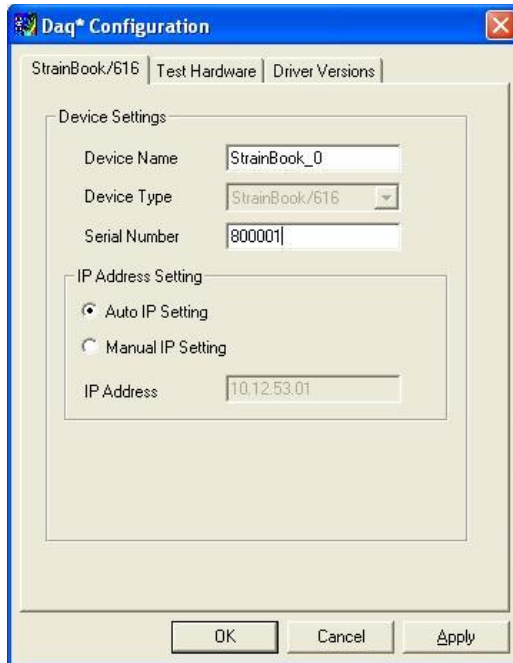 Daq* Configuration
StrainBook/616 Test Hardware Driver Versions
Device Settings
Device Name StrainBook_0
Device Type StrainBook/616
Serial Number 800001
IP Address Setting
Auto IP Setting
Manual IP Setting
IP Address 10.12.53.01
OK Cancel Apply